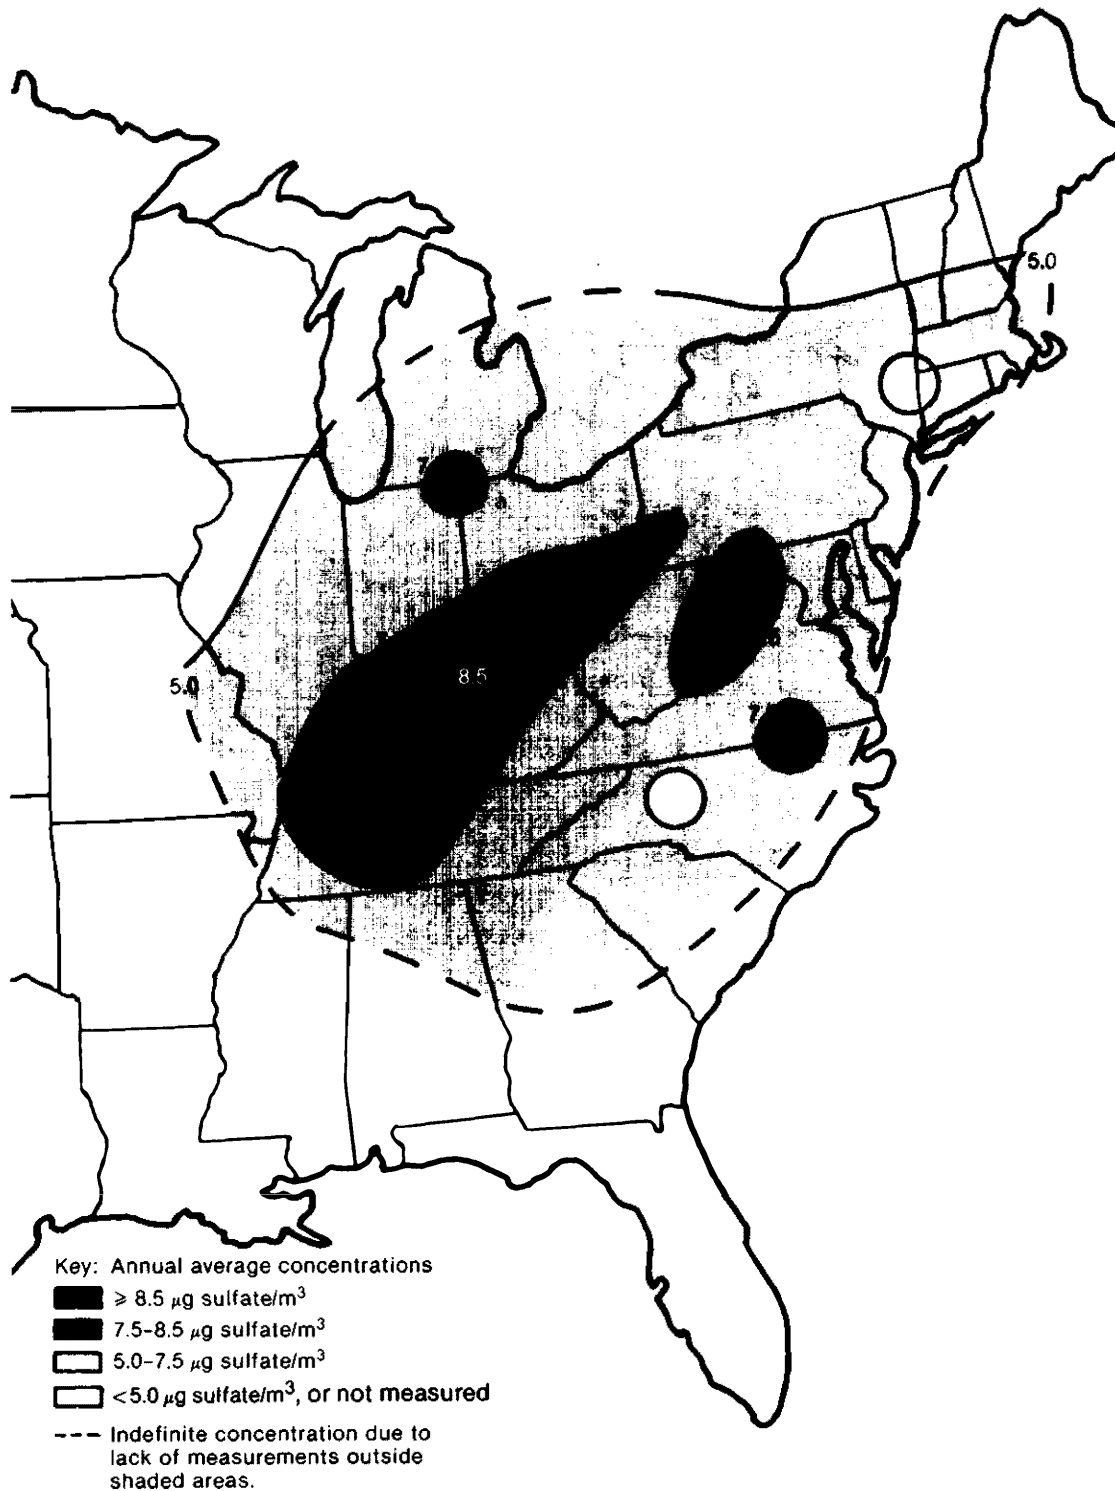 5.0
7
8.5
5.0
7
Key: Annual average concentrations
⩾ 8.5 μg sulfate/m³
7.5–8.5 μg sulfate/m³
5.0–7.5 μg sulfate/m³
<5.0 μg sulfate/m³, or not measured
--- Indefinite concentration due to
lack of measurements outside
shaded areas.